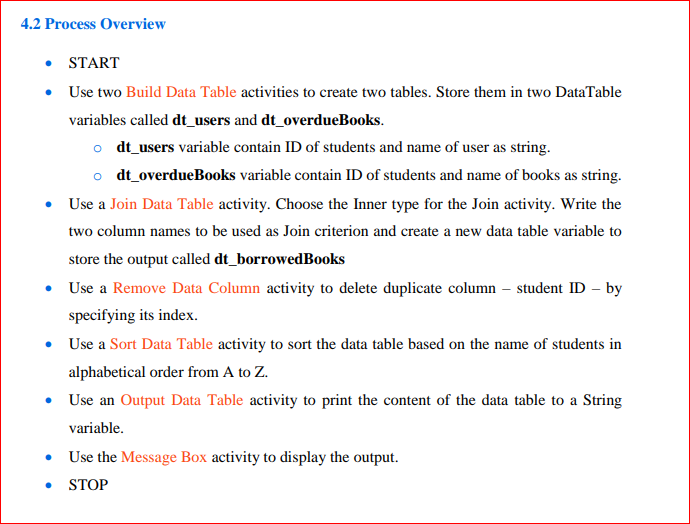 4.2 Process Overview
• START
• Use two Build Data Table activities to create two tables. Store them in two DataTable
variables called dt_users and dt_overdueBooks.
o dt_users variable contain ID of students and name of user as string.
o dt_overdueBooks variable contain ID of students and name of books as string.
• Use a Join Data Table activity. Choose the Inner type for the Join activity. Write the
two column names to be used as Join criterion and create a new data table variable to
store the output called dt_borrowedBooks
• Use a Remove Data Column activity to delete duplicate column – student ID – by
specifying its index.
• Use a Sort Data Table activity to sort the data table based on the name of students in
alphabetical order from A to Z.
• Use an Output Data Table activity to print the content of the data table to a String
variable.
• Use the Message Box activity to display the output.
• STOP